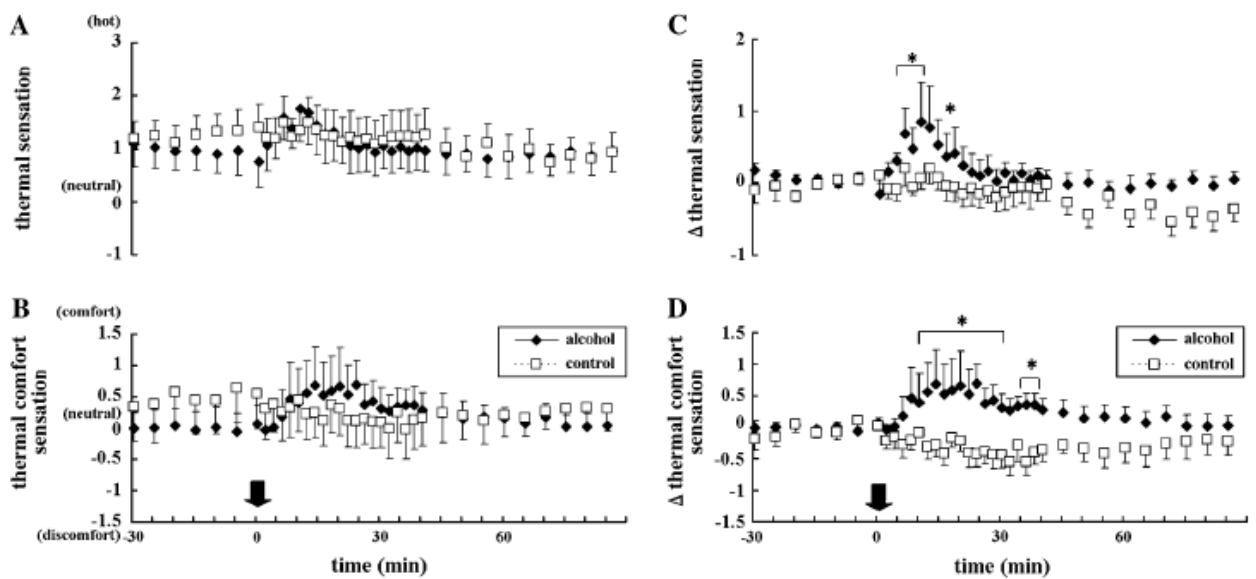 A
(hot)
3
2
1
(neutral)
0
-1
thermal sensation
C
2
1
0
-1
Δ thermal sensation
*
*
B
(comfort)
1.5
1
0.5
(neutral)
0
-0.5
-1
-1.5
(discomfort)
thermal comfort
sensation
alcohol
control
-30
0
30
60
time (min)
D
1.5
1
0.5
0
-0.5
-1
-1.5
Δ thermal comfort
sensation
*
*
alcohol
control
-30
0
30
60
time (min)